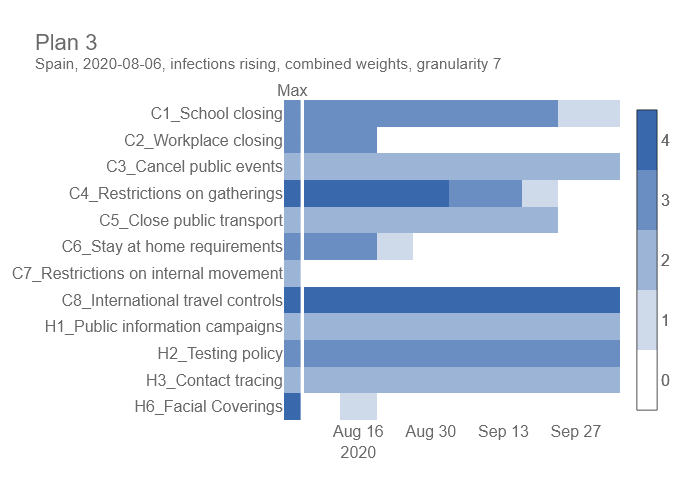 Plan 3
Spain, 2020-08-06, infections rising, combined weights, granularity 7
Max
C1_School closing
C2_Workplace closing
C3_Cancel public events
C4_Restrictions on gatherings
C5_Close public transport
C6_Stay at home requirements
C7_Restrictions on internal movement
C8_International travel controls
H1_Public information campaigns
H2_Testing policy
H3_Contact tracing
H6_Facial Coverings
Aug 16 Aug 30 Sep 13 Sep 27
2020
4
3
2
1
0